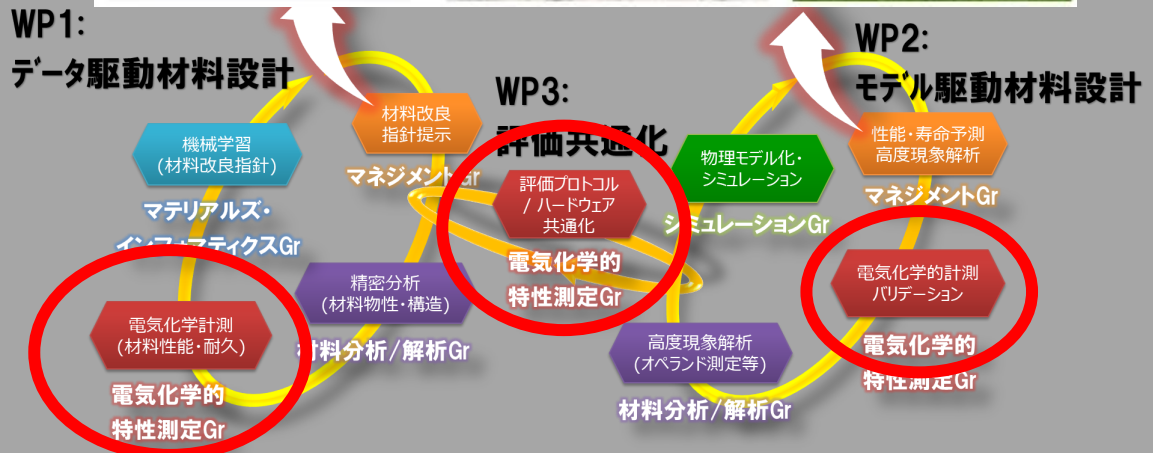 WP1:
データ駆動材料設計
材料改良
指針提示
マネジメントGr
機械学習
(材料改良指針)
マテリアルズ・
インフォマティクスGr
精密分析
(材料物性・構造)
材料分析/解析Gr
電気化学計測
(材料性能・耐久)
電気化学的
特性測定Gr
WP3:
評価共通化
評価プロトコル
/ ハードウェア
共通化
電気化学的
特性測定Gr
WP2:
モデル駆動材料設計
物理モデル化・
シミュレーション
シミュレーションGr
性能・寿命予測
高度現象解析
マネジメントGr
電気化学的計測
バリデーション
電気化学的
特性測定Gr
高度現象解析
(オペランド測定等)
材料分析/解析Gr